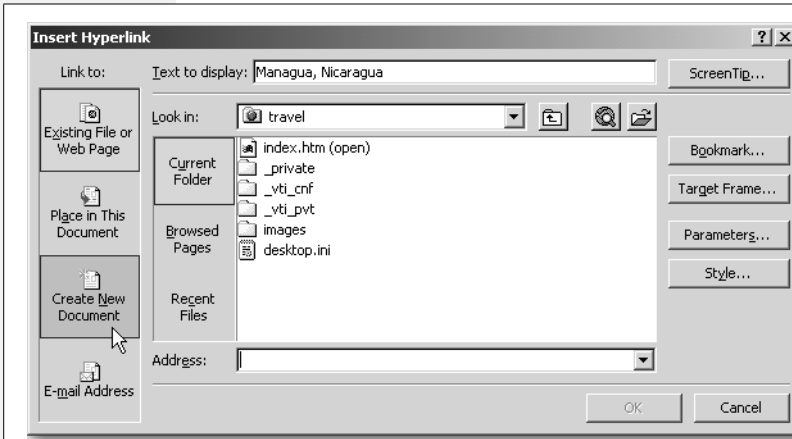 Insert Hyperlink
Link to:
Text to display: Managua, Nicaragua
ScreenTip...
Existing File or
Web Page
Place in This
Document
Create New
Document
E-mail Address
Look in: travel
Current
Folder
Browsed
Pages
Recent
Files
index.htm (open)
_private
_vti_cnf
_vti_pvt
images
desktop.ini
Bookmark...
Target Frame...
Parameters...
Style...
Address:
OK
Cancel